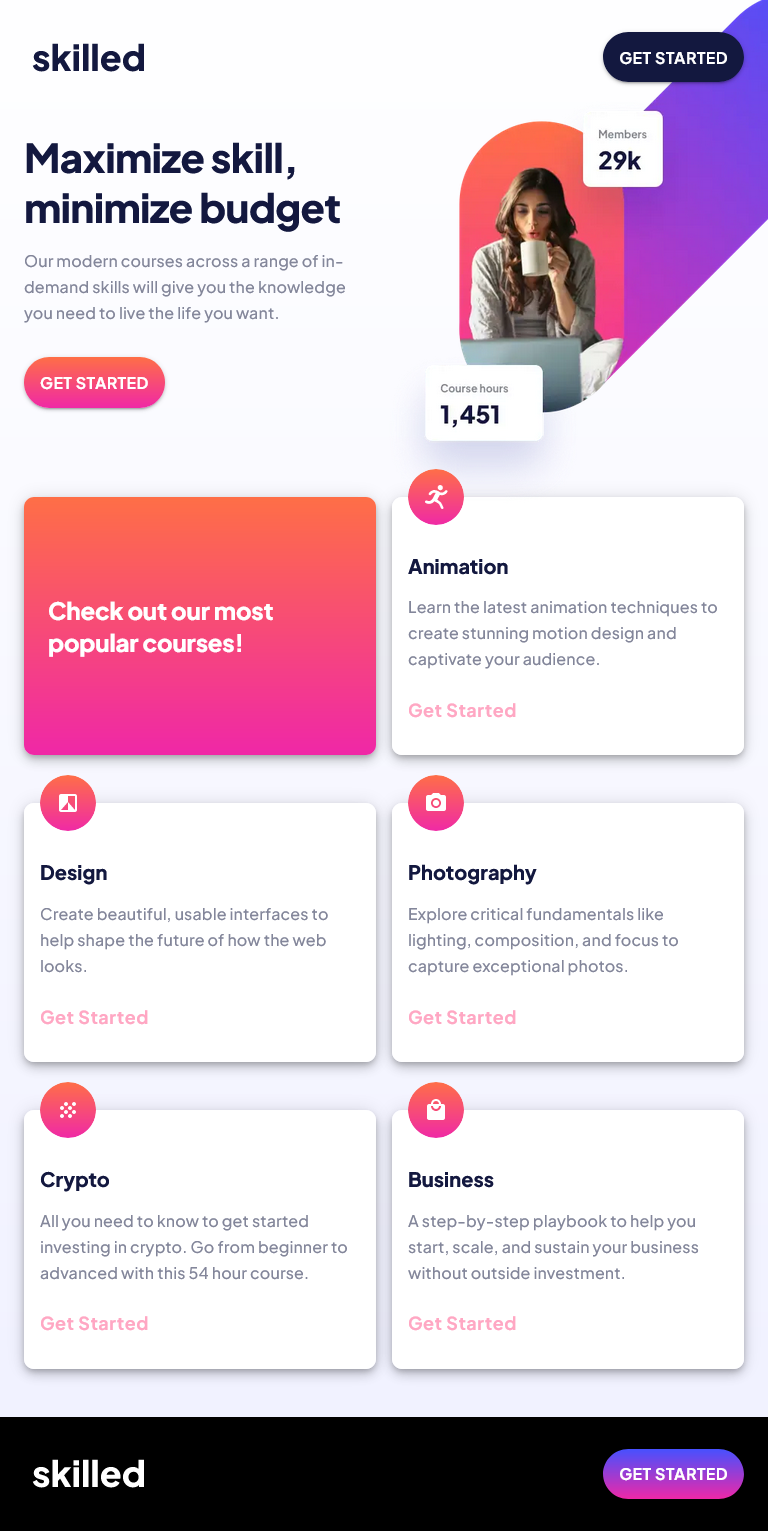 skilled
GET STARTED
Maximize skill,
minimize budget
Our modern courses across a range of in-
demand skills will give you the knowledge
you need to live the life you want.
GET STARTED
Members
29k
Course hours
1,451
Check out our most
popular courses!
Animation
Learn the latest animation techniques to
create stunning motion design and
captivate your audience.
Get Started
Design
Create beautiful, usable interfaces to
help shape the future of how the web
looks.
Get Started
Photography
Explore critical fundamentals like
lighting, composition, and focus to
capture exceptional photos.
Get Started
Crypto
All you need to know to get started
investing in crypto. Go from beginner to
advanced with this 54 hour course.
Get Started
Business
A step-by-step playbook to help you
start, scale, and sustain your business
without outside investment.
Get Started
skilled
GET STARTED